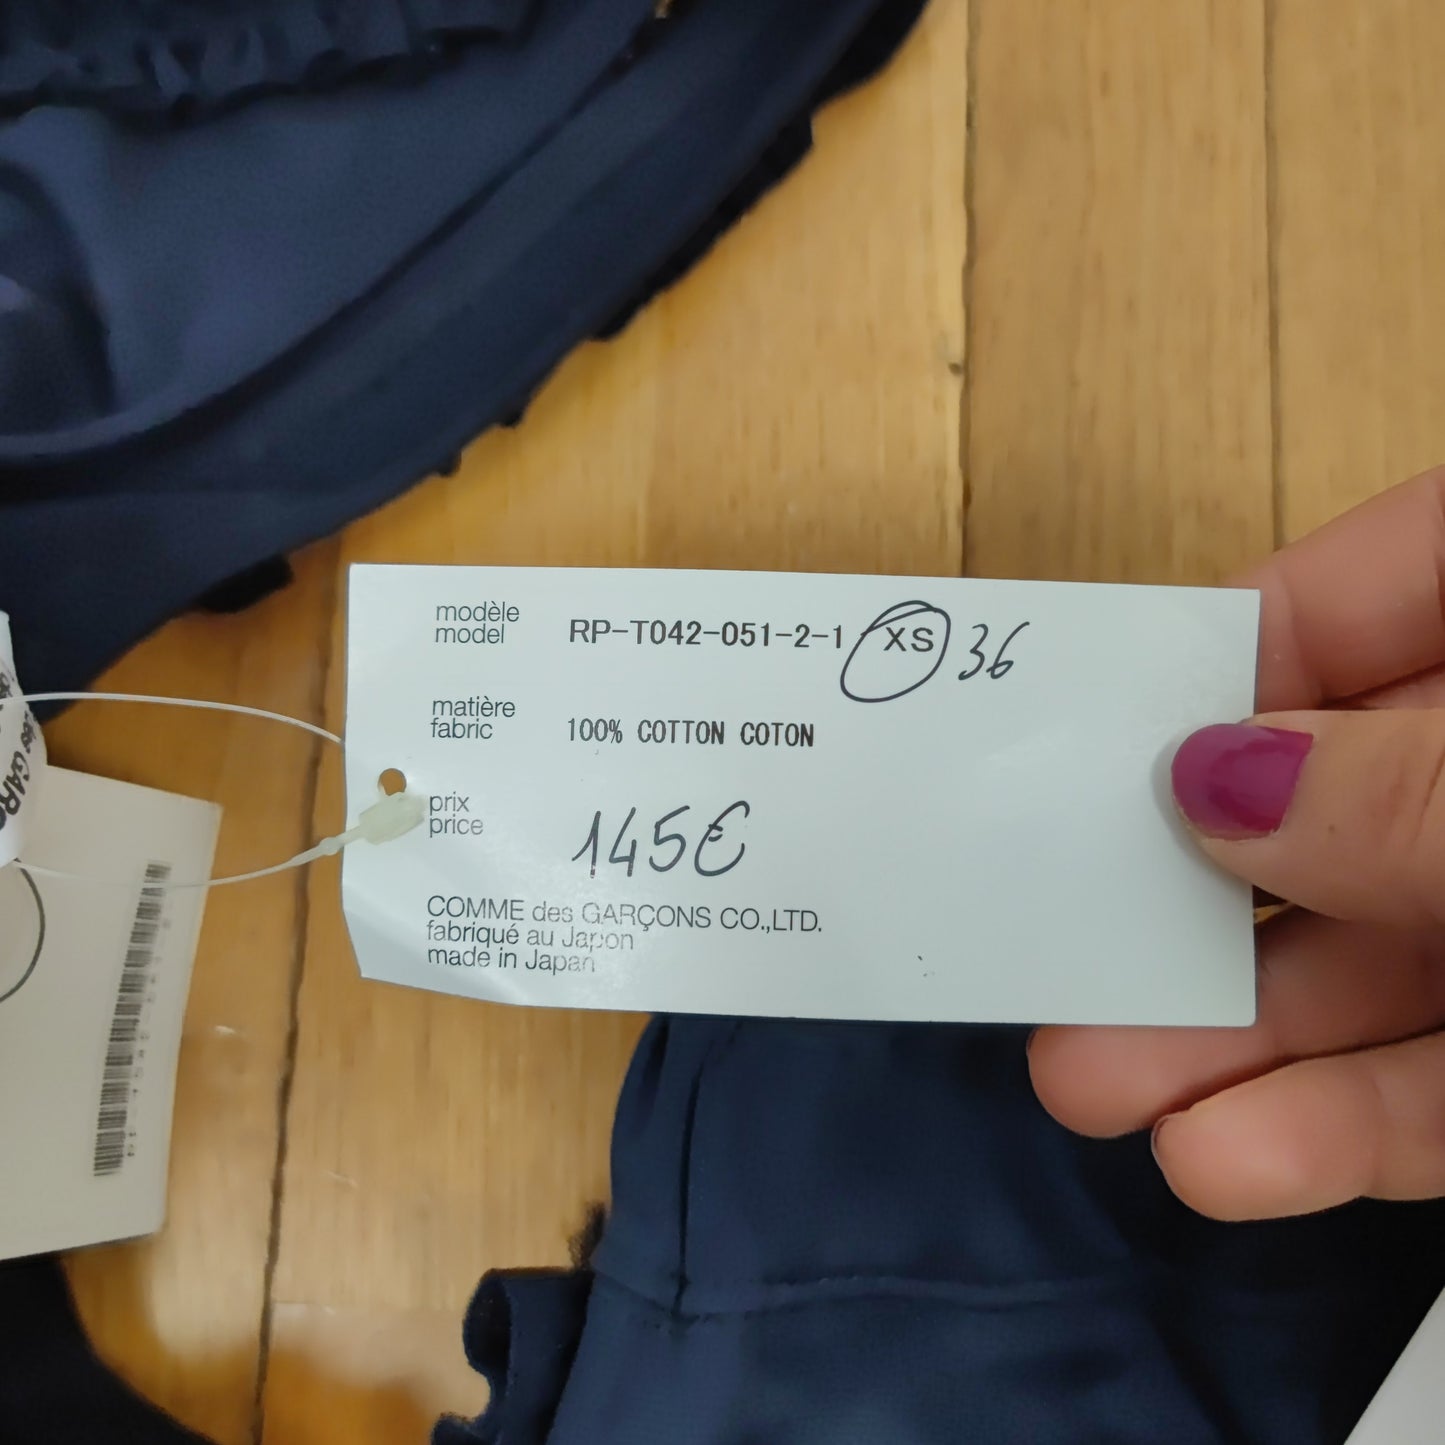 modèle
model
RP-T042-051-2-1 XS 36
matière
fabric
100% COTTON COTON
prix
price
145€
COMME des GARÇONS CO.,LTD.
fabriqué au Japon
made in Japan